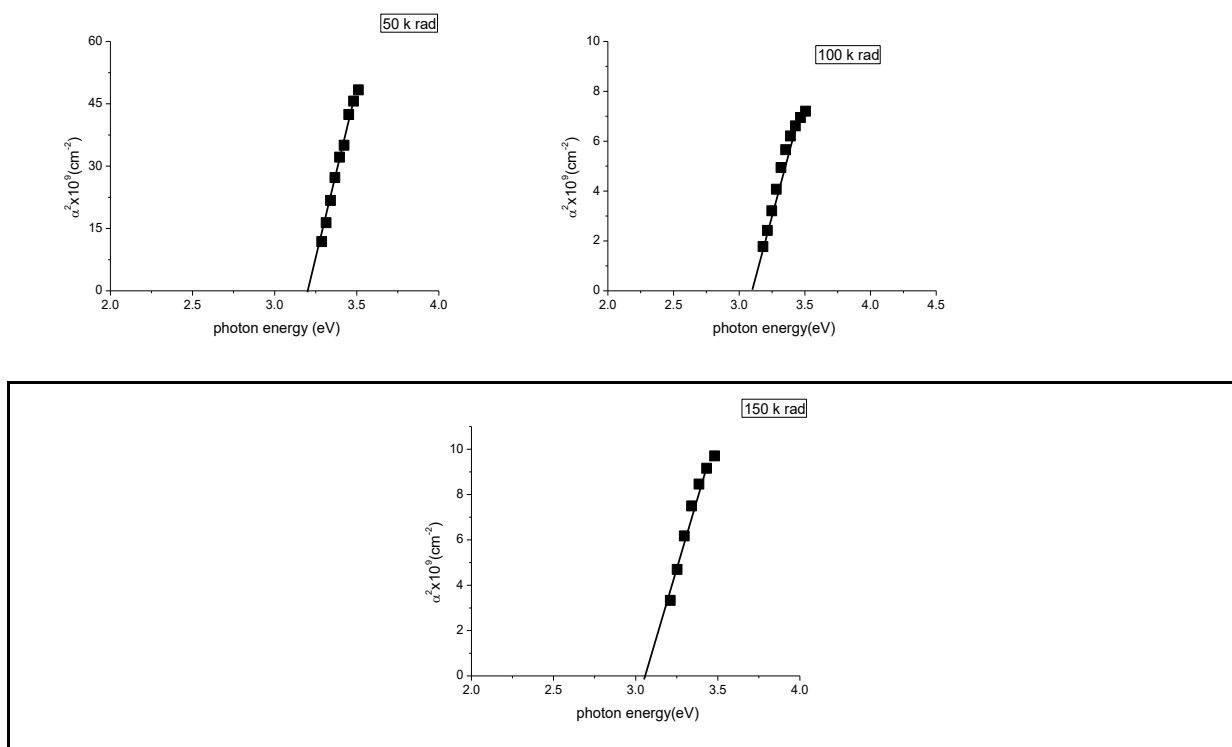 50 k rad
60
45
30
15
0
2.0 2.5 3.0 3.5 4.0
α²x10⁹(cm⁻²)
photon energy (eV)
100 k rad
10
8
6
4
2
0
2.0 2.5 3.0 3.5 4.0 4.5
α²x10⁹(cm⁻²)
photon energy(eV)
150 k rad
10
8
6
4
2
0
2.0 2.5 3.0 3.5 4.0
α²x10⁹(cm⁻²)
photon energy(eV)